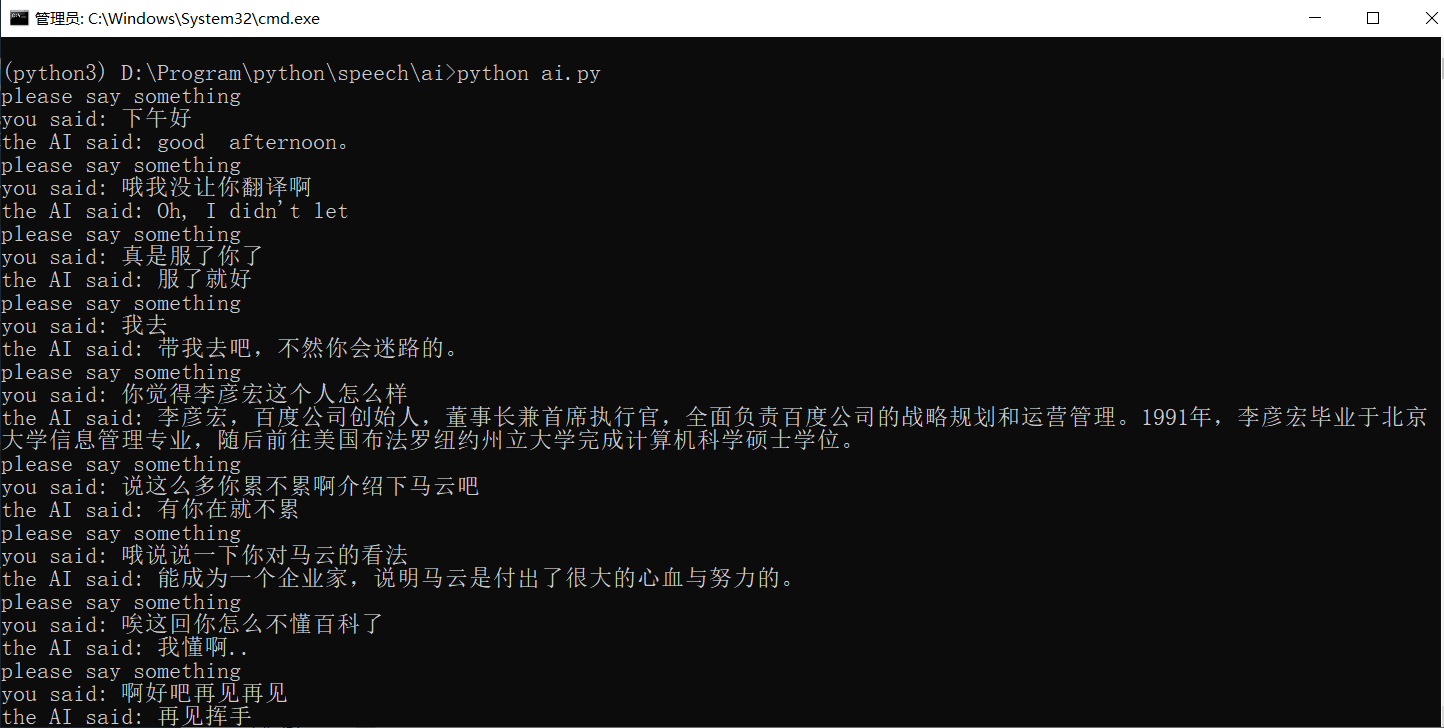 管理员: C:\Windows\System32\cmd.exe
(python3) D:\Program\python\speech\ai>python ai.py
please say something
you said: 下午好
the AI said: good  afternoon。
please say something
you said: 哦我没让你翻译啊
the AI said: Oh, I didn't let
please say something
you said: 真是服了你了
the AI said: 服了就好
please say something
you said: 我去
the AI said: 带我去吧，不然你会迷路的。
please say something
you said: 你觉得李彦宏这个人怎么样
the AI said: 李彦宏，百度公司创始人，董事长兼首席执行官，全面负责百度公司的战略规划和运营管理。1991年，李彦宏毕业于北京
大学信息管理专业，随后前往美国布法罗纽约州立大学完成计算机科学硕士学位。
please say something
you said: 说这么多你累不累啊介绍下马云吧
the AI said: 有你在就不累
please say something
you said: 哦说说一下你对马云的看法
the AI said: 能成为一个企业家，说明马云是付出了很大的心血与努力的。
please say something
you said: 唉这回你怎么不懂百科了
the AI said: 我懂啊..
please say something
you said: 啊好吧再见再见
the AI said: 再见挥手